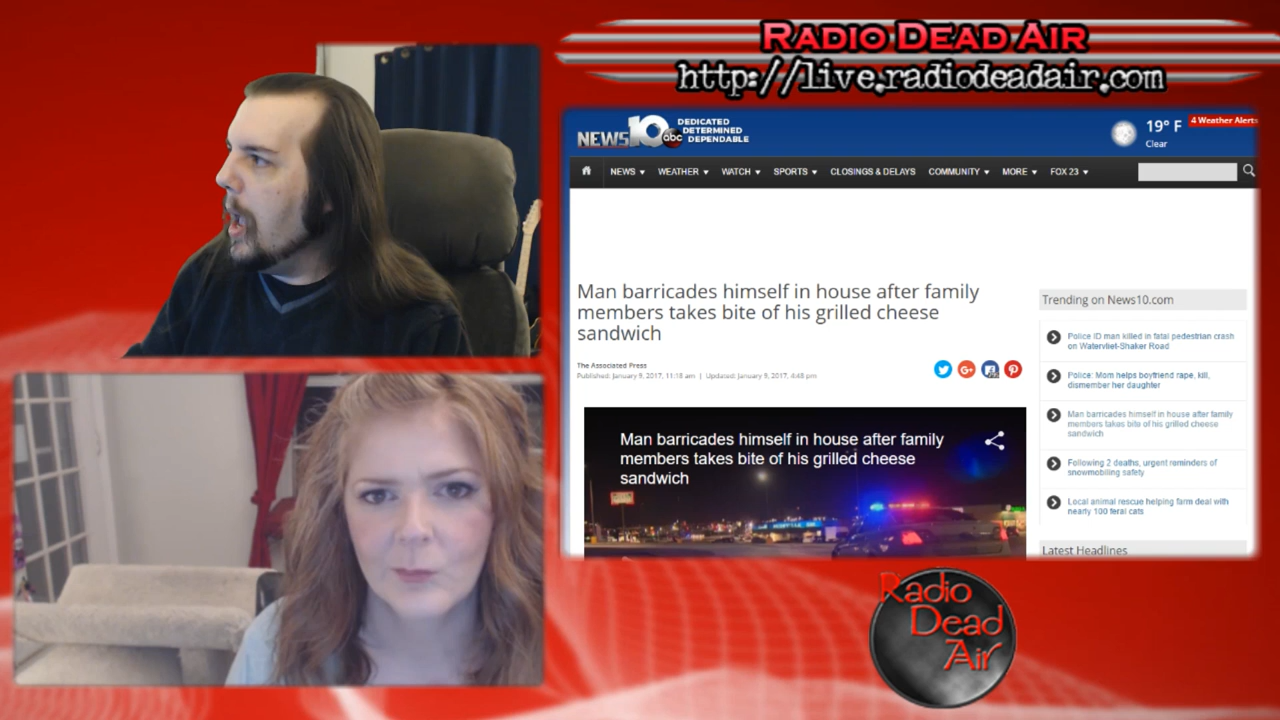 RADIO DEAD AIR
http://live.radiodeadair.com
NEWS10 abc
DEDICATED
DETERMINED
DEPENDABLE
19° F
Clear
4 Weather Alerts
NEWS WEATHER WATCH SPORTS CLOSINGS & DELAYS COMMUNITY MORE FOX 23
Man barricades himself in house after family
members takes bite of his grilled cheese
sandwich
The Associated Press
Published: January 9, 2017, 11:18 am | Updated: January 9, 2017, 4:48 pm
Man barricades himself in house after family
members takes bite of his grilled cheese
sandwich
Trending on News10.com
Police ID man killed in fatal pedestrian crash
on Watervliet-Shaker Road
Police: Mom helps boyfriend rape, kill,
dismember her daughter
Man barricades himself in house after family
members takes bite of his grilled cheese
sandwich
Following 2 deaths, urgent reminders of
snowmobiling safety
Local animal rescue helping farm deal with
nearly 100 feral cats
Latest Headlines
Radio
Dead
Air